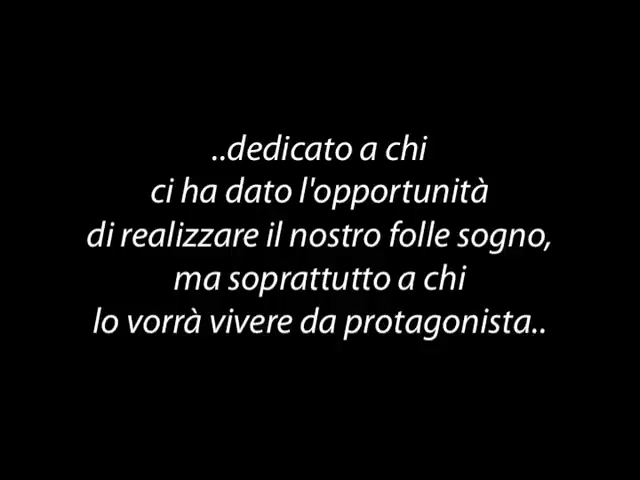 ..dedicato a chi
ci ha dato l'opportunità
di realizzare il nostro folle sogno,
ma soprattutto a chi
lo vorrà vivere da protagonista..